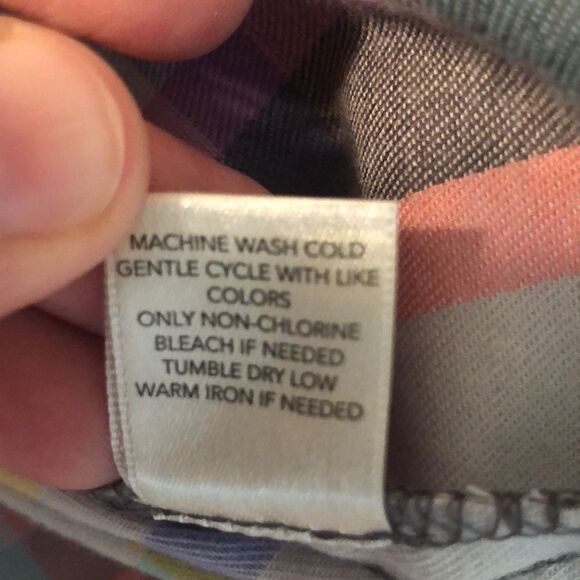 MACHINE WASH COLD
GENTLE CYCLE WITH LIKE
COLORS
ONLY NON-CHLORINE
BLEACH IF NEEDED
TUMBLE DRY LOW
WARM IRON IF NEEDED